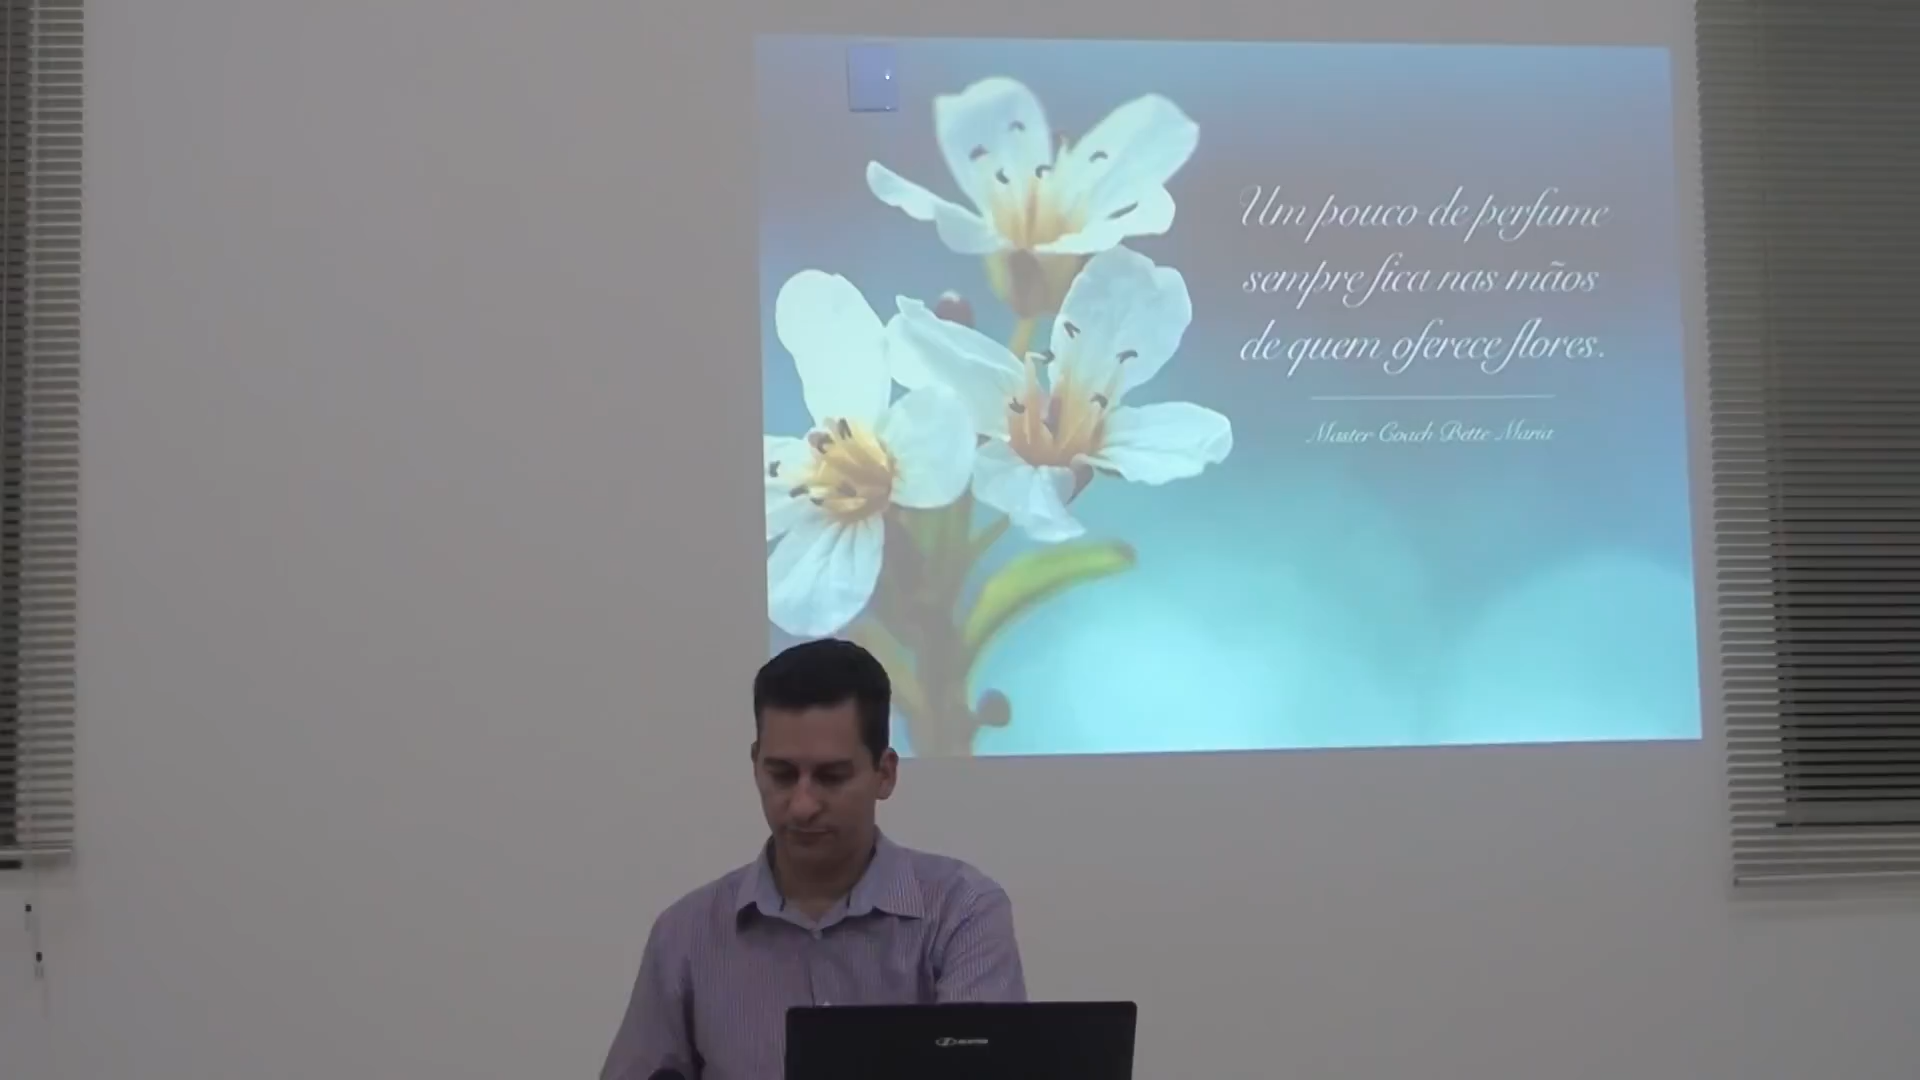 Um pouco de perfume
sempre fica nas mãos
de quem oferece flores.
Master Coach Bette Maria